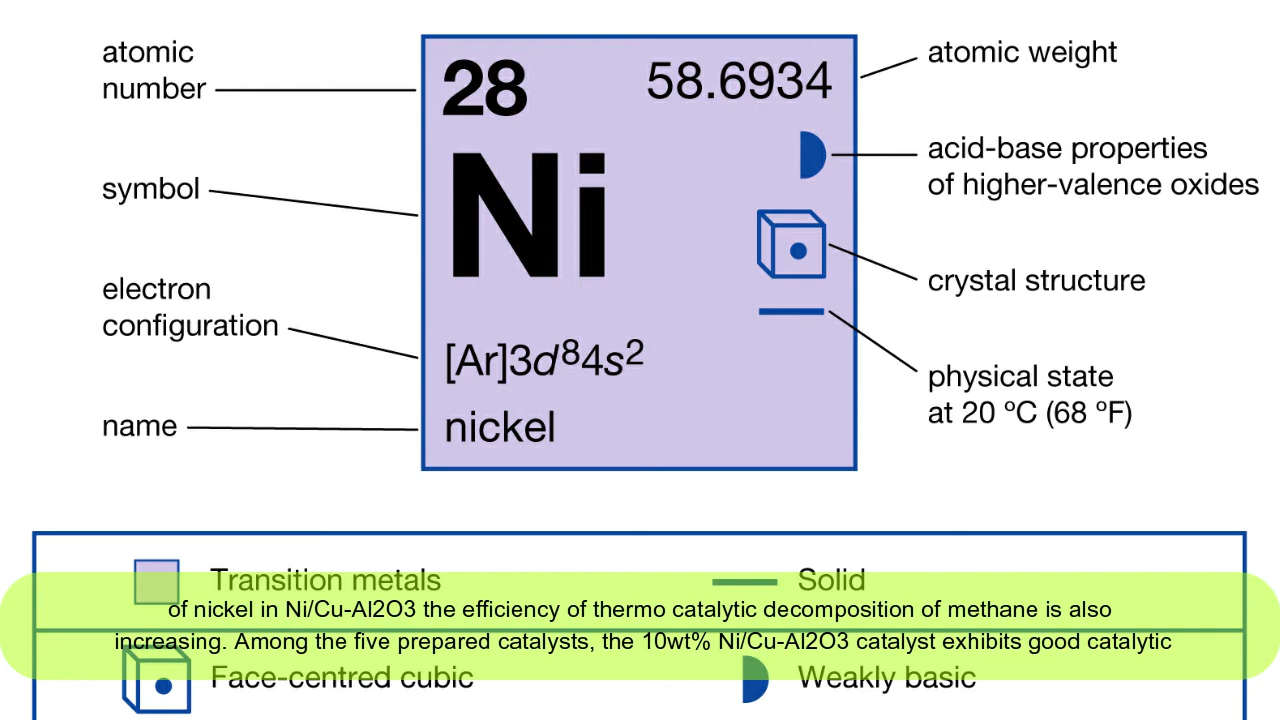 atomic
number
symbol
electron
configuration
name
28
58.6934
Ni
[Ar]3d⁸4s²
nickel
atomic weight
acid-base properties
of higher-valence oxides
crystal structure
physical state
at 20 ºC (68 ºF)
Transition metals
Solid
of nickel in Ni/Cu-Al2O3 the efficiency of thermo catalytic decomposition of methane is also
increasing. Among the five prepared catalysts, the 10wt% Ni/Cu-Al2O3 catalyst exhibits good catalytic
Face-centred cubic
Weakly basic